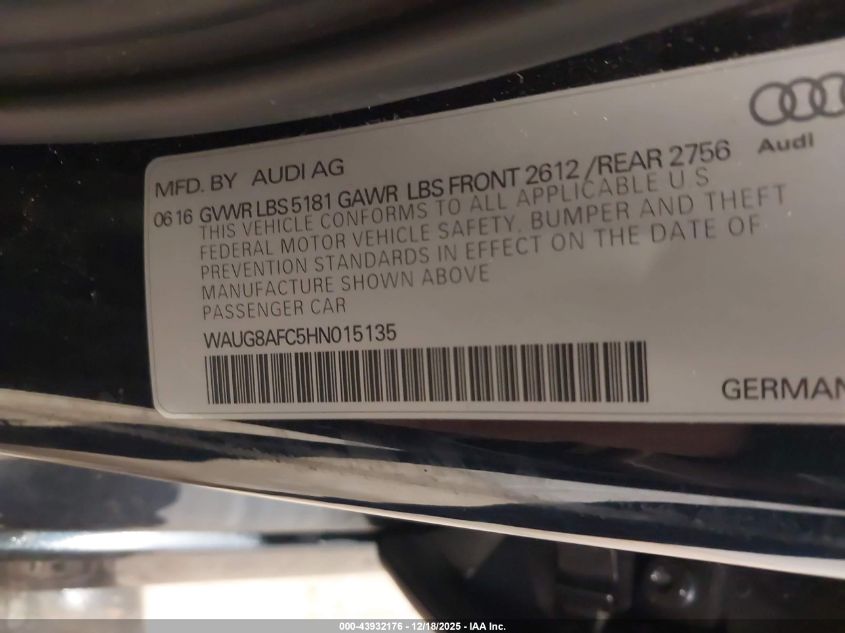 Audi
MFD. BY AUDI AG
06 16 GVWR LBS 5181 GAWR LBS FRONT 2612 /REAR 2756
THIS VEHICLE CONFORMS TO ALL APPLICABLE U S
FEDERAL MOTOR VEHICLE SAFETY, BUMPER AND THEFT
PREVENTION STANDARDS IN EFFECT ON THE DATE OF
MANUFACTURE SHOWN ABOVE
PASSENGER CAR
WAUG8AFC5HN015135
GERMAN
000-43932176 - 12/18/2025 - IAA Inc.